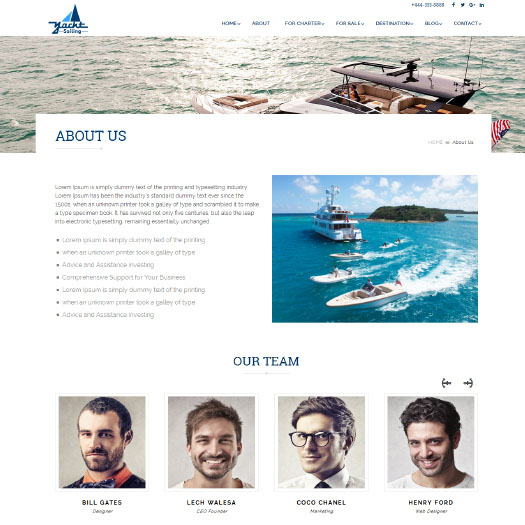 +444-333-8888
Yacht
Sailing
HOME
ABOUT
FOR CHARTER
FOR SALE
DESTINATION
BLOG
CONTACT
ABOUT US
HOME
About Us
Lorem Ipsum is simply dummy text of the printing and typesetting industry.
Lorem Ipsum has been the industry's standard dummy text ever since the
1500s, when an unknown printer took a galley of type and scrambled it to make
a type specimen book. It has survived not only five centuries, but also the leap
into electronic typesetting, remaining essentially unchanged.
Lorem Ipsum is simply dummy text of the printing
when an unknown printer took a galley of type
Advice and Assistance investing
Comprehensive Support for Your Business
Lorem Ipsum is simply dummy text of the printing
when an unknown printer took a galley of type
Advice and Assistance investing
OUR TEAM
BILL GATES
Designer
LECH WALESA
CEO Founder
COCO CHANEL
Marketing
HENRY FORD
Web Designer